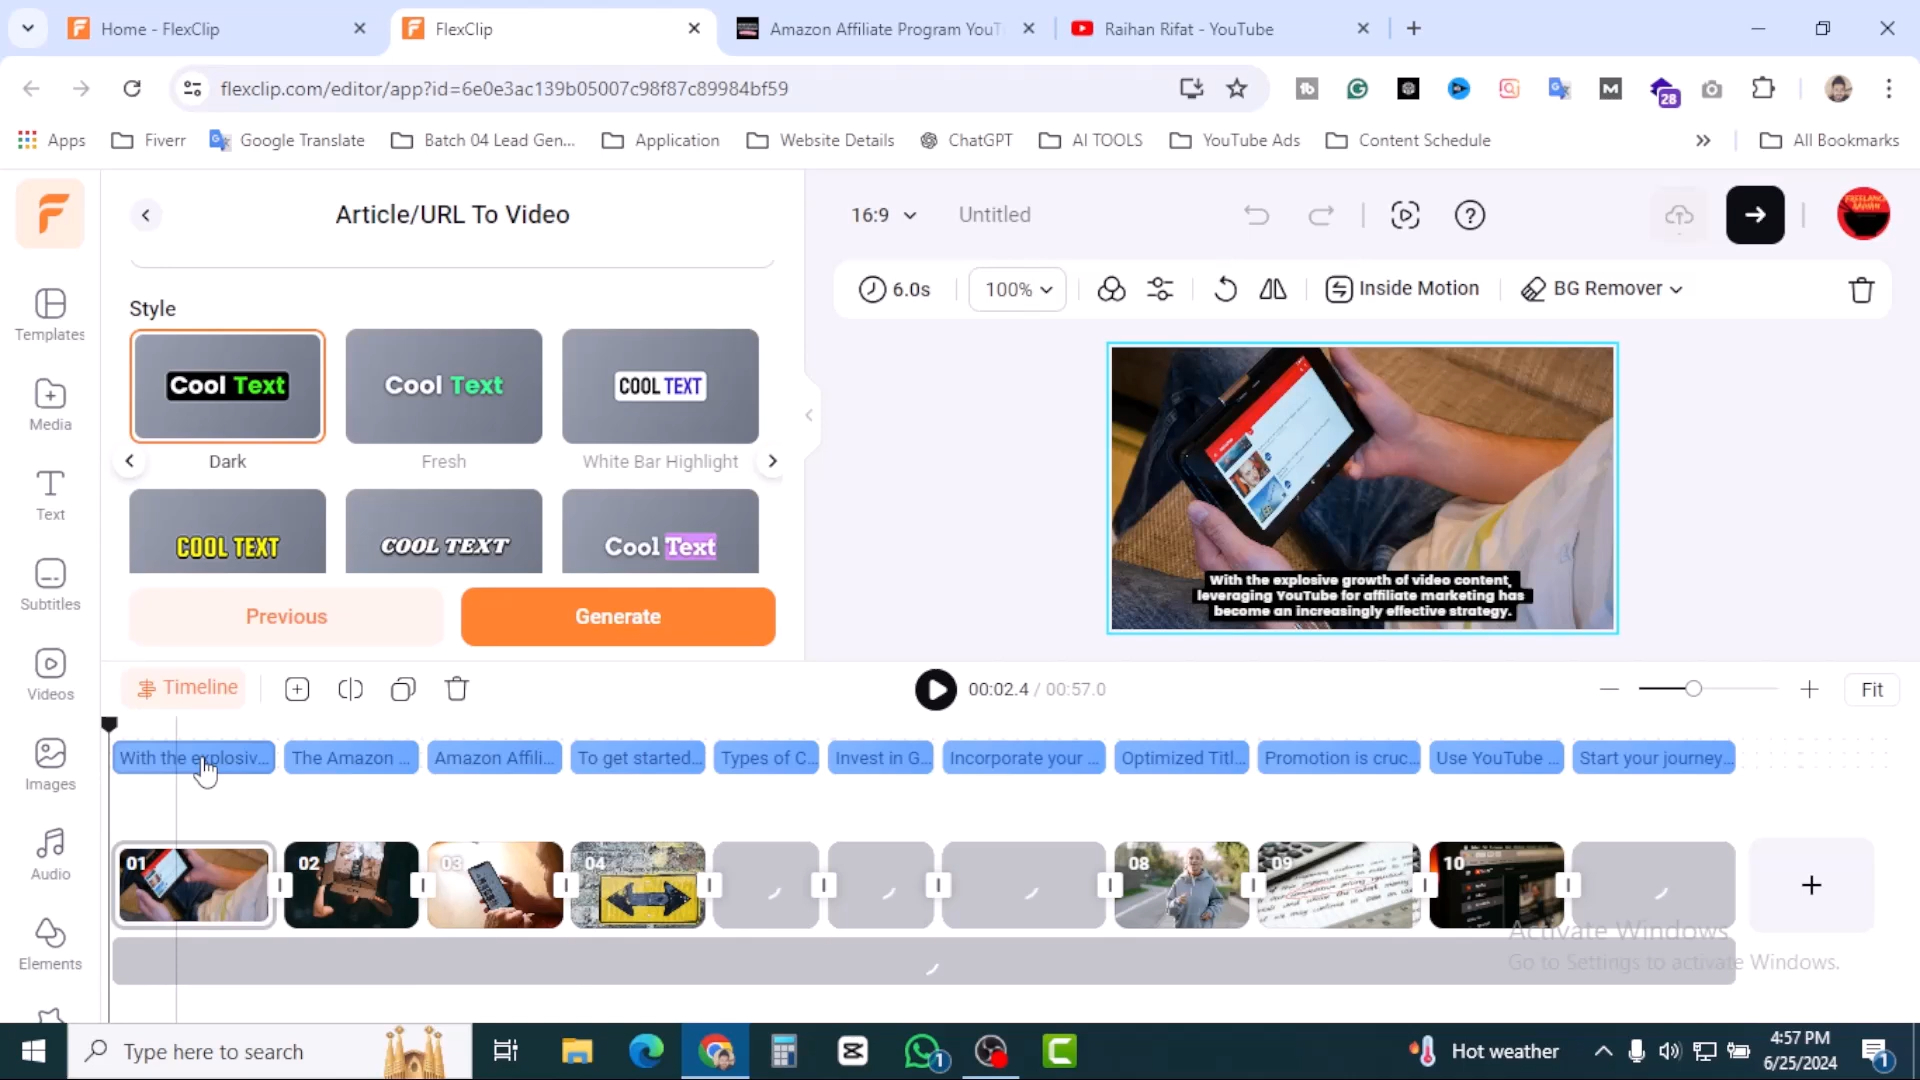 Home - FlexClip
FlexClip
Amazon Affiliate Program YouT
Raihan Rifat - YouTube
flexclip.com/editor/app?id=6e0e3ac139b05007c98f87c89984bf59
28
Apps
Fiverr
Google Translate
Batch 04 Lead Gen...
Application
Website Details
ChatGPT
AI TOOLS
YouTube Ads
Content Schedule
All Bookmarks
Article/URL To Video
16:9
Untitled
Templates
Media
Text
Subtitles
Videos
Images
Audio
Elements
Style
Cool Text
Cool Text
COOL TEXT
Dark
Fresh
White Bar Highlight
COOL TEXT
COOL TEXT
Cool Text
Previous
Generate
6.0s
100%
Inside Motion
BG Remover
With the explosive growth of video content,
leveraging YouTube for affiliate marketing has
become an increasingly effective strategy.
Timeline
00:02.4 / 00:57.0
Fit
With the explosiv...
The Amazon ...
Amazon Affili...
To get started...
Types of C...
Invest in G...
Incorporate your ...
Optimized Titl...
Promotion is cruc...
Use YouTube ...
Start your journey...
01
02
03
04
08
09
10
Activate Windows
Go to Settings to activate Windows.
Type here to search
1
Hot weather
4:57 PM
6/25/2024
1